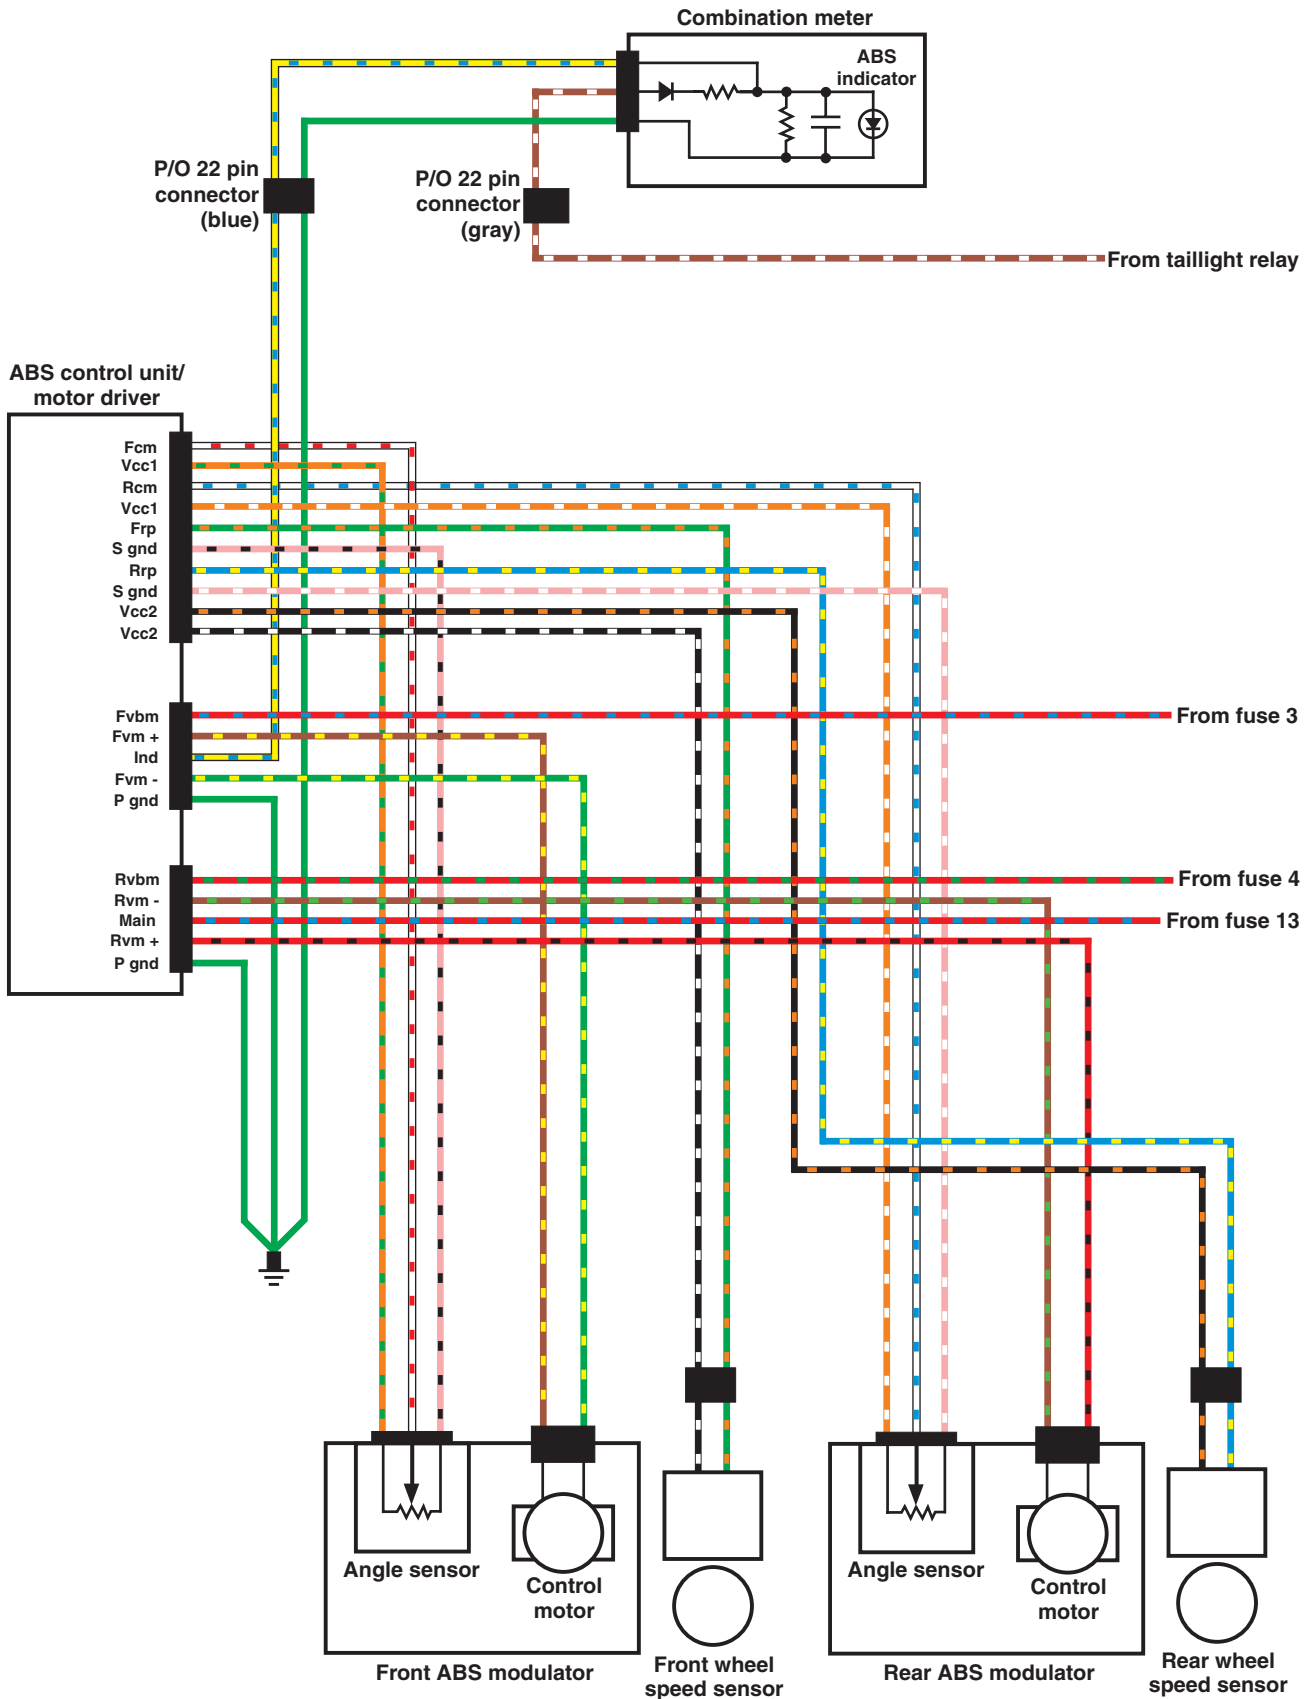 Combination meter
ABS
indicator
P/O 22 pin
connector
(blue)
P/O 22 pin
connector
(gray)
From taillight relay
ABS control unit/
motor driver
Fcm
Vcc1
Rcm
Vcc1
Frp
S gnd
Rrp
S gnd
Vcc2
Vcc2
Fvbm
From fuse 3
Fvm +
Ind
Fvm -
P gnd
Rvbm
From fuse 4
Rvm -
Main
From fuse 13
Rvm +
P gnd
Angle sensor
Control
motor
Front ABS modulator
Front wheel
speed sensor
Angle sensor
Control
motor
Rear ABS modulator
Rear wheel
speed sensor